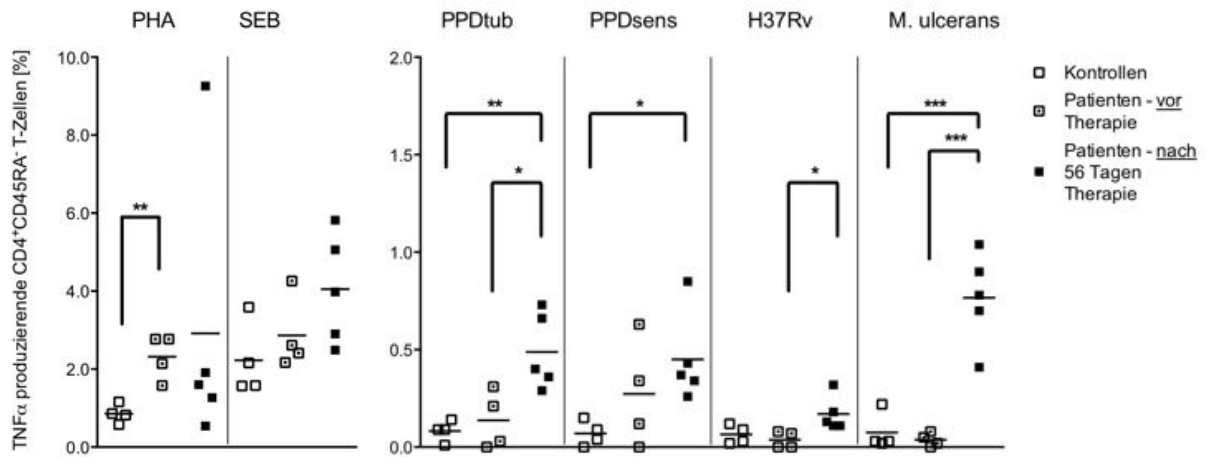 PHA SEB PPDtub PPDsens H37Rv M. ulcerans
TNFα produzierende CD4⁺CD45RA⁻ T-Zellen [%]
10.0
8.0
6.0
4.0
2.0
0.0
2.0
1.5
1.0
0.5
0.0
**
**
*
*
*
***
***
Kontrollen
Patienten - vor
Therapie
Patienten - nach
56 Tagen
Therapie